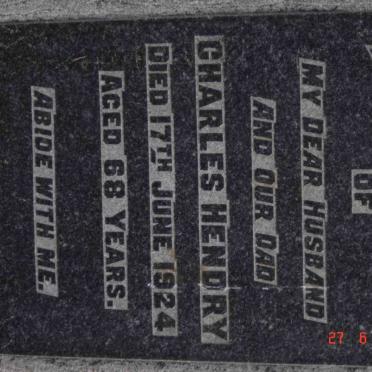 OF
MY DEAR HUSBAND
AND OUR DAD
CHARLES HENDRY
DIED 17TH JUNE 1924
AGED 68 YEARS.
ABIDE WITH ME.
27 6